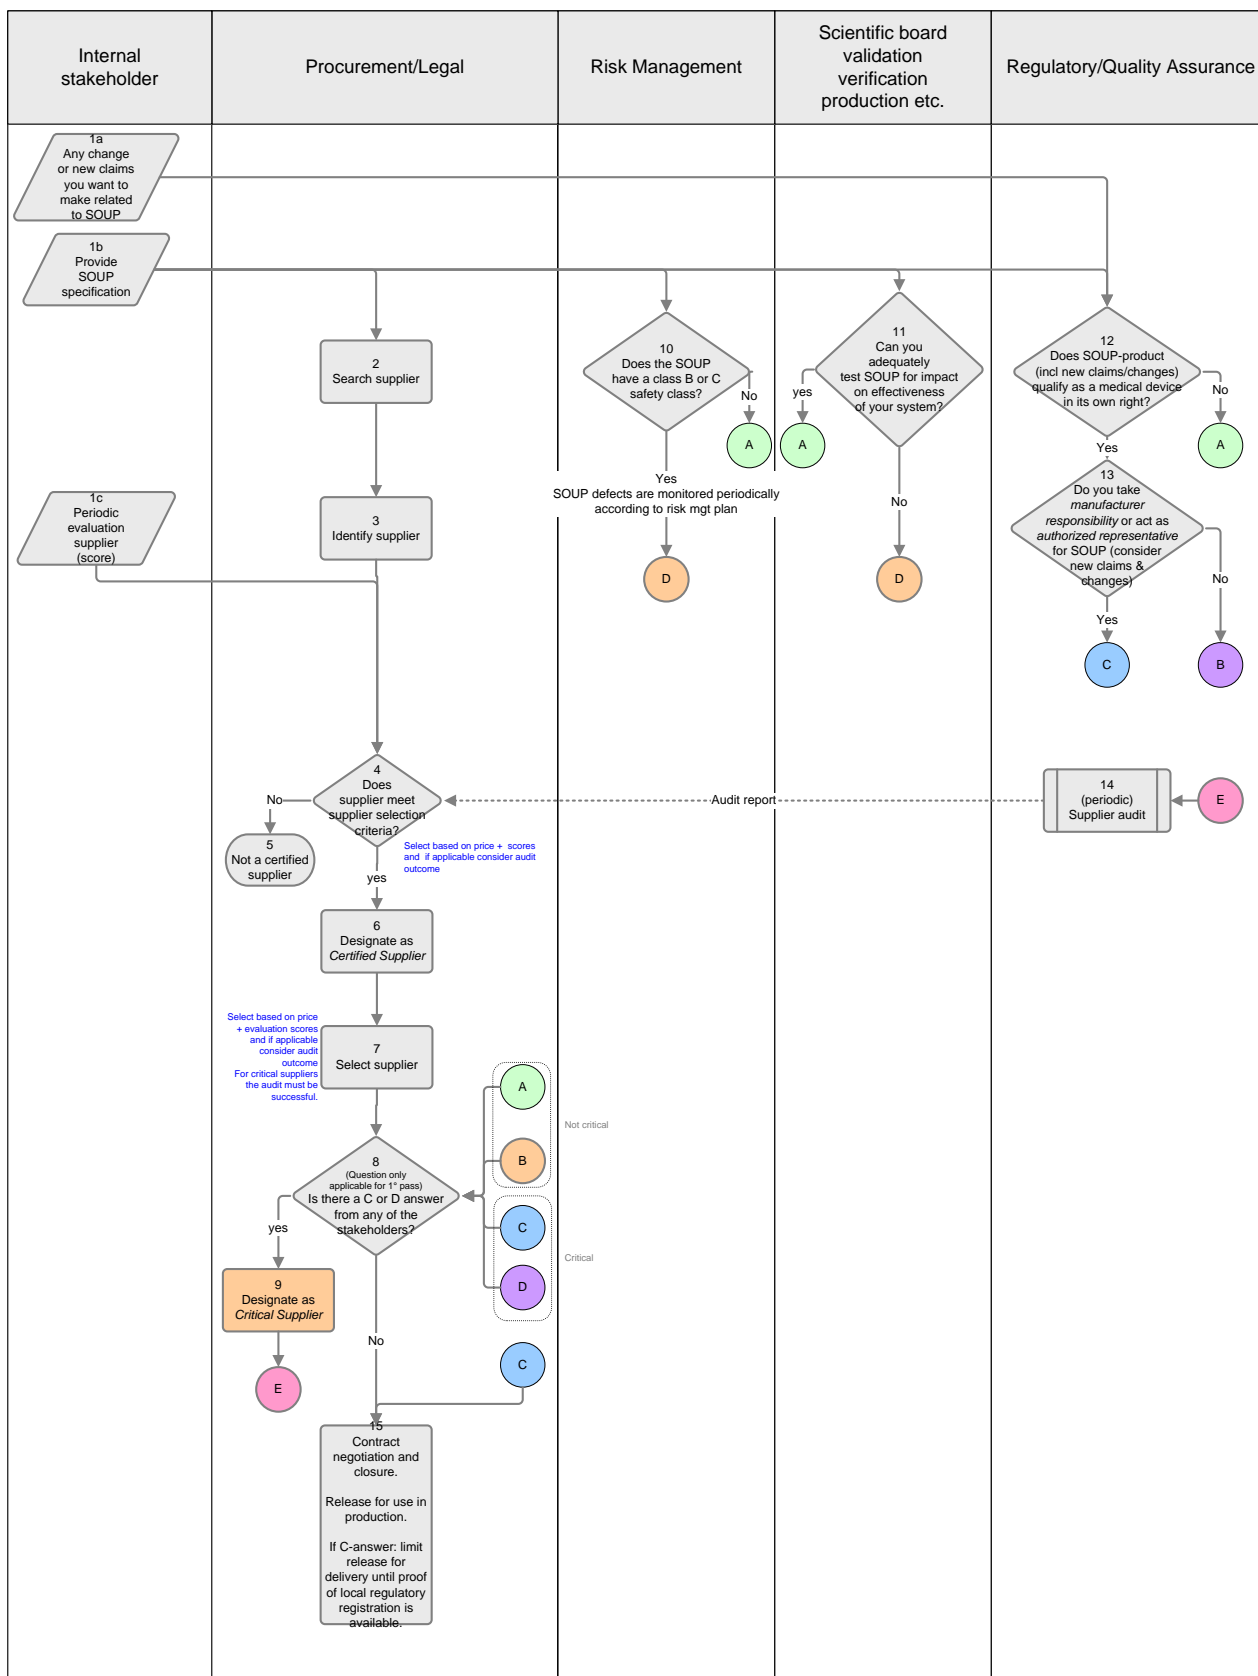 Internal
stakeholder
Procurement/Legal
Risk Management
Scientific board
validation
verification
production etc.
Regulatory/Quality Assurance
1a
Any change
or new claims
you want to
make related
to SOUP
1b
Provide
SOUP
specification
2
Search supplier
10
Does the SOUP
have a class B or C
safety class?
No
A
Yes
SOUP defects are monitored periodically
according to risk mgt plan
D
11
Can you
adequately
test SOUP for impact
on effectiveness
of your system?
yes
A
No
D
12
Does SOUP-product
(incl new claims/changes)
qualify as a medical device
in its own right?
No
A
Yes
13
Do you take
manufacturer
responsibility or act as
authorized representative
for SOUP (consider
new claims &
changes)
No
Yes
C
B
1c
Periodic
evaluation
supplier
(score)
3
Identify supplier
4
Does
supplier meet
supplier selection
criteria?
No
5
Not a certified
supplier
Select based on price + scores
and if applicable consider audit
outcome
yes
Audit report
14
(periodic)
Supplier audit
E
6
Designate as
Certified Supplier
Select based on price
+ evaluation scores
and if applicable
consider audit
outcome
For critical suppliers
the audit must be
successful.
7
Select supplier
A
Not critical
B
8
(Question only
applicable for 1° pass)
Is there a C or D answer
from any of the
stakeholders?
C
Critical
D
yes
9
Designate as
Critical Supplier
E
No
C
15
Contract
negotiation and
closure.
Release for use in
production.
If C-answer: limit
release for
delivery until proof
of local regulatory
registration is
available.